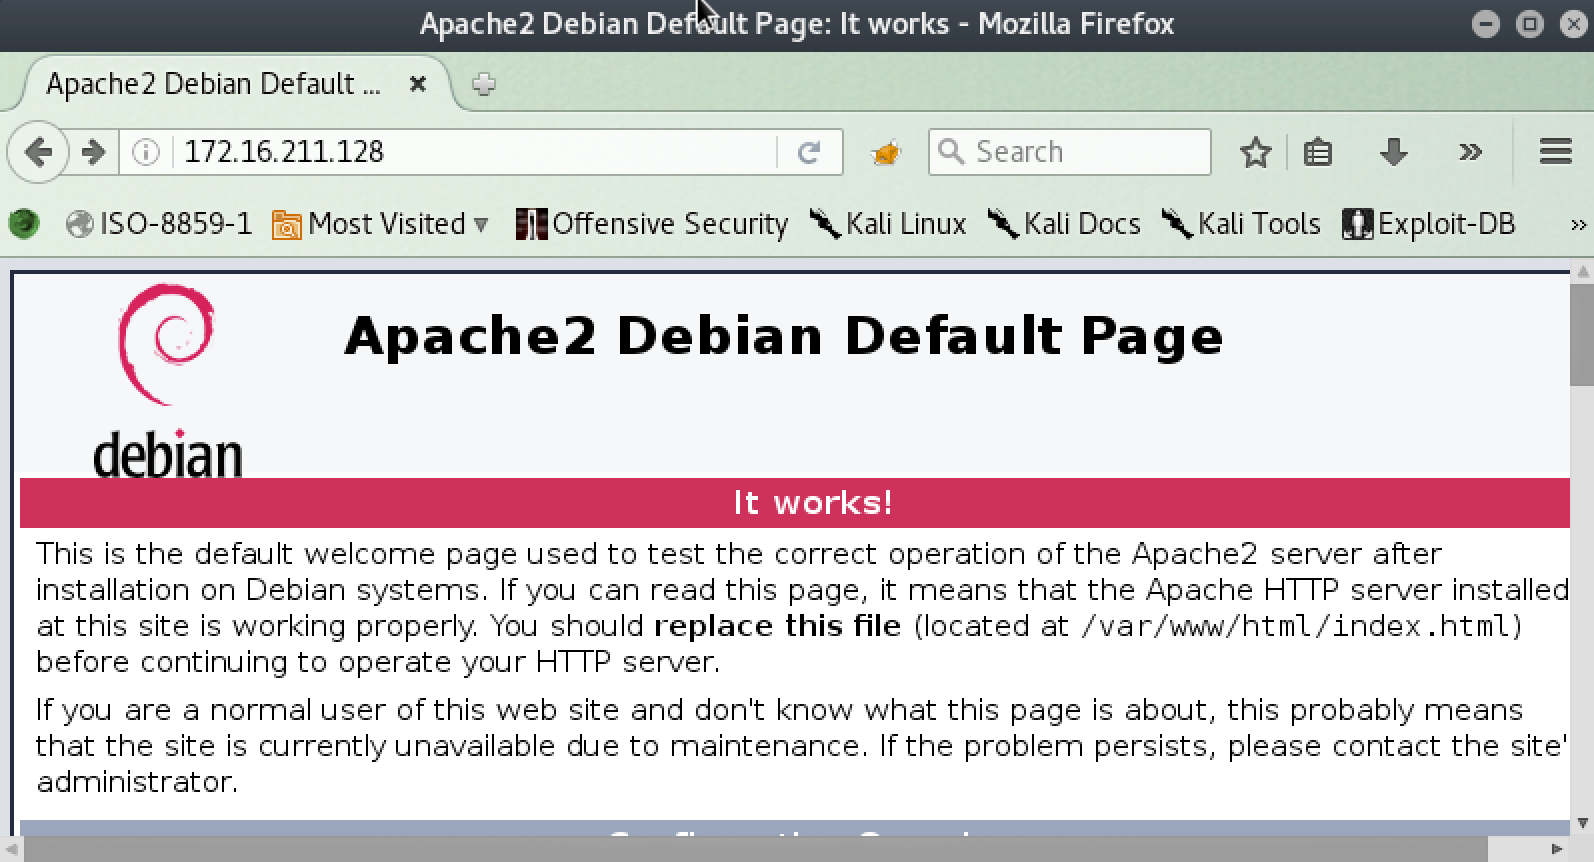 Apache2 Debian Default Page: It works - Mozilla Firefox
Apache2 Debian Default ...
172.16.211.128
Search
ISO-8859-1 Most Visited Offensive Security Kali Linux Kali Docs Kali Tools Exploit-DB
Apache2 Debian Default Page
debian
It works!
This is the default welcome page used to test the correct operation of the Apache2 server after
installation on Debian systems. If you can read this page, it means that the Apache HTTP server installed
at this site is working properly. You should replace this file (located at /var/www/html/index.html)
before continuing to operate your HTTP server.
If you are a normal user of this web site and don't know what this page is about, this probably means
that the site is currently unavailable due to maintenance. If the problem persists, please contact the site'
administrator.